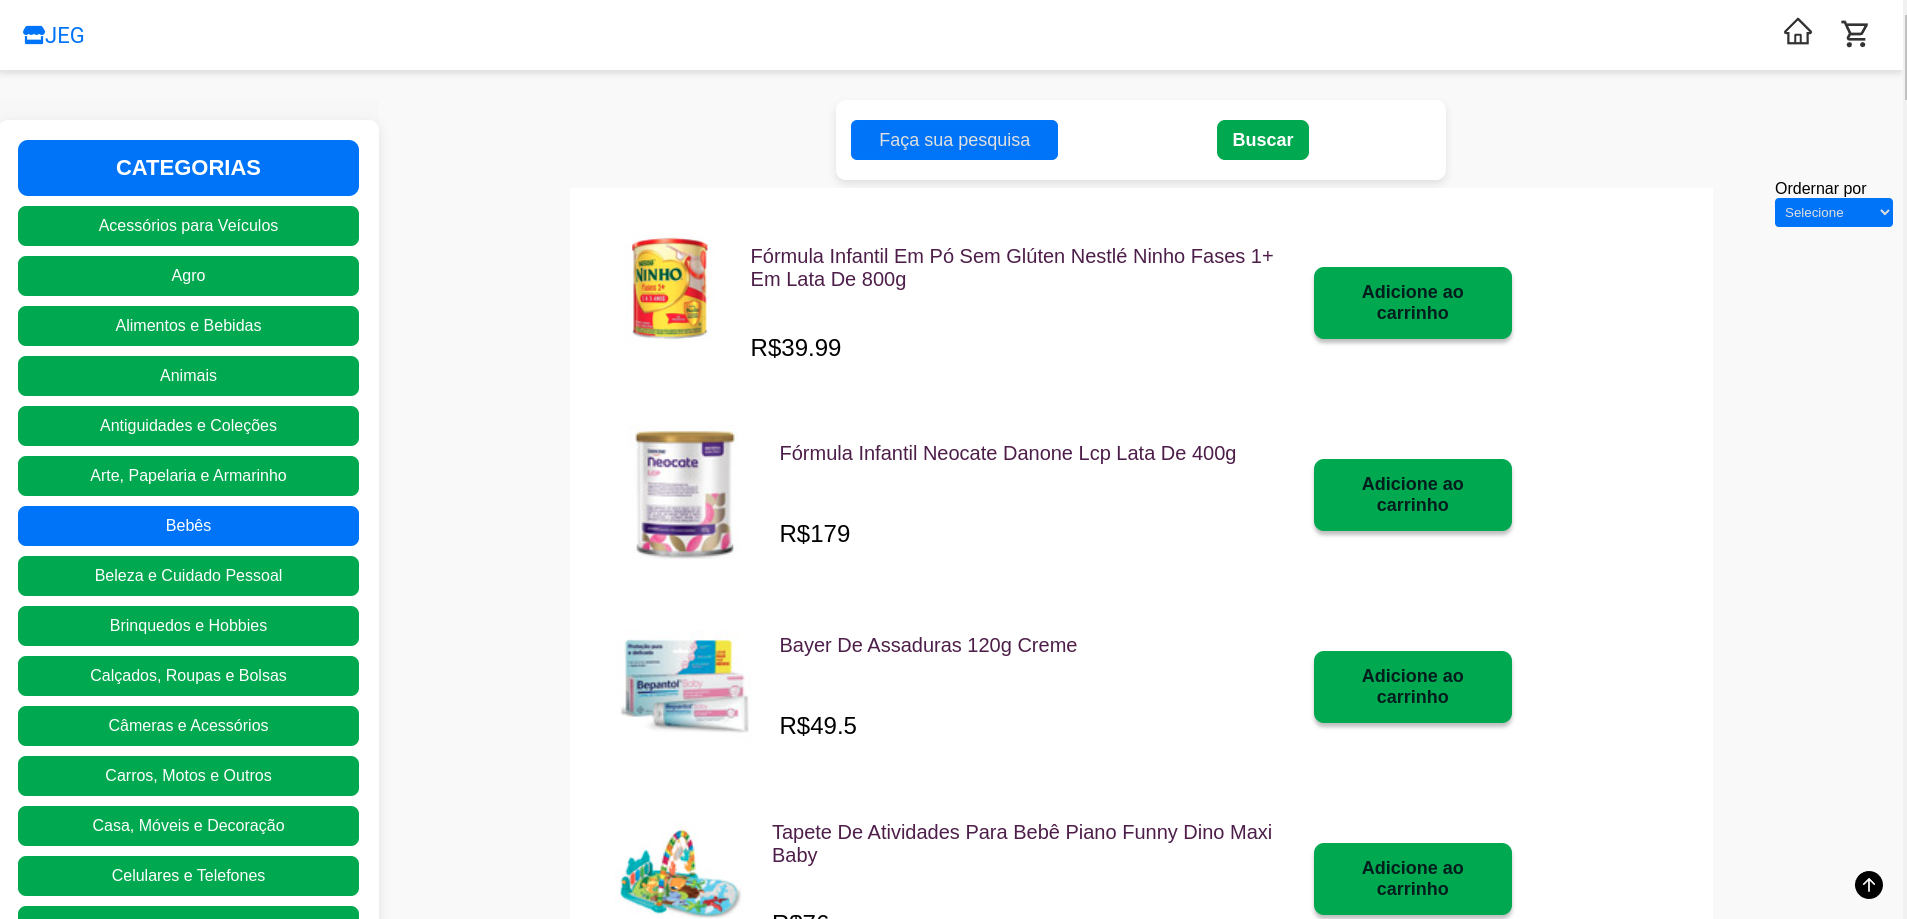 JEG
Faça sua pesquisa
Buscar
Ordernar por
Selecione
CATEGORIAS
Acessórios para Veículos
Agro
Alimentos e Bebidas
Animais
Antiguidades e Coleções
Arte, Papelaria e Armarinho
Bebês
Beleza e Cuidado Pessoal
Brinquedos e Hobbies
Calçados, Roupas e Bolsas
Câmeras e Acessórios
Carros, Motos e Outros
Casa, Móveis e Decoração
Celulares e Telefones
NINHO
Fases 1+
Fórmula Infantil Em Pó Sem Glúten Nestlé Ninho Fases 1+
Em Lata De 800g
R$39.99
Adicione ao
carrinho
Neocate
LCP
Fórmula Infantil Neocate Danone Lcp Lata De 400g
R$179
Adicione ao
carrinho
Bepantol Baby
Bayer De Assaduras 120g Creme
R$49.5
Adicione ao
carrinho
Tapete De Atividades Para Bebê Piano Funny Dino Maxi
Baby
R$76
Adicione ao
carrinho